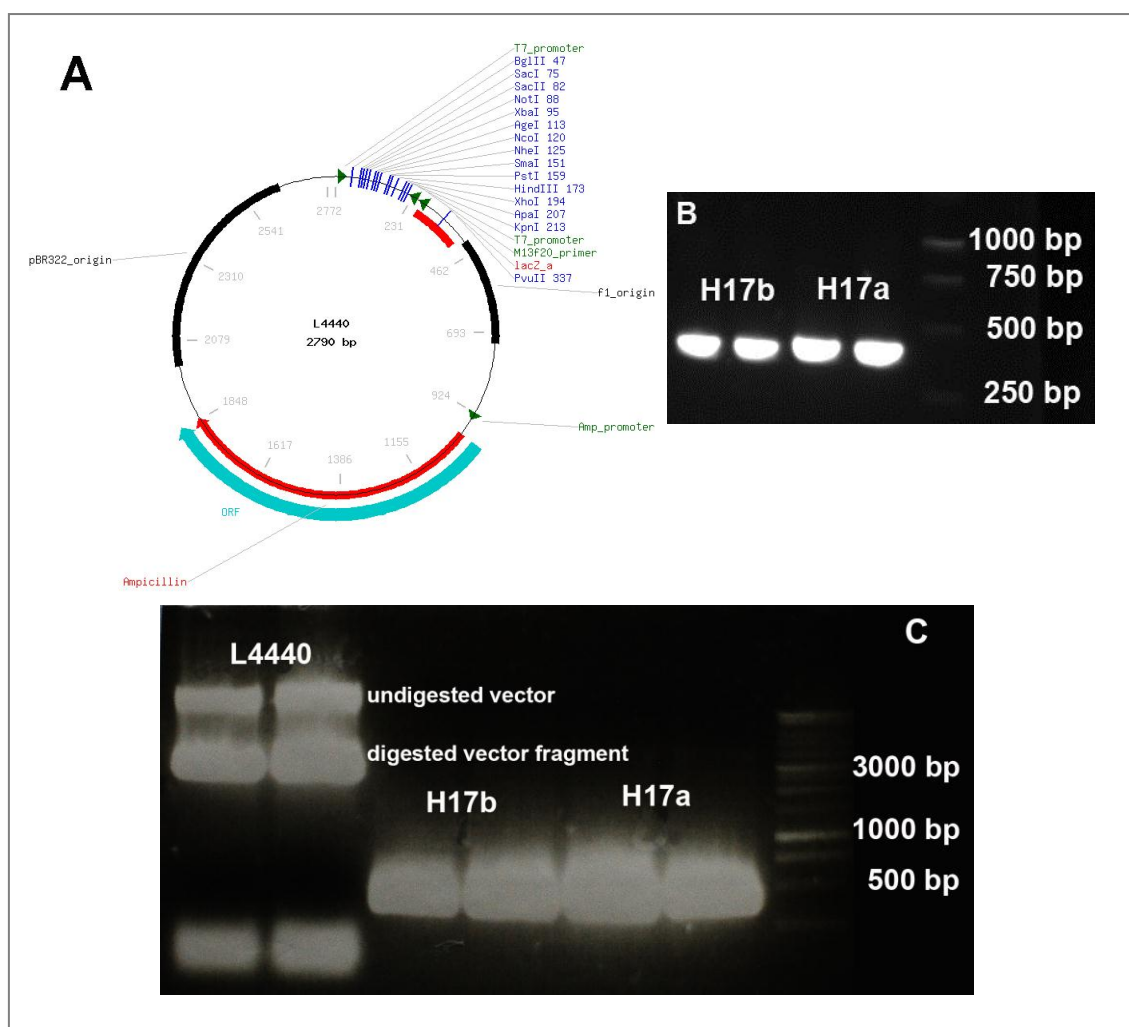 A
T7_promoter
BglII 47
SacI 75
SacII 82
NotI 88
XbaI 95
AgeI 113
NcoI 120
NheI 125
SmaI 151
PstI 159
HindIII 173
XhoI 194
ApaI 207
KpnI 213
T7_promoter
M13f20_primer
lacZ_a
PvuII 337
2772
231
2541
462
pBR322_origin
2310
f1_origin
L4440
2790 bp
693
2079
924
1848
Amp_promoter
1155
1617
1386
ORF
Ampicillin
B
1000 bp
750 bp
H17b H17a
500 bp
250 bp
C
L4440
undigested vector
digested vector fragment
3000 bp
H17b H17a
1000 bp
500 bp